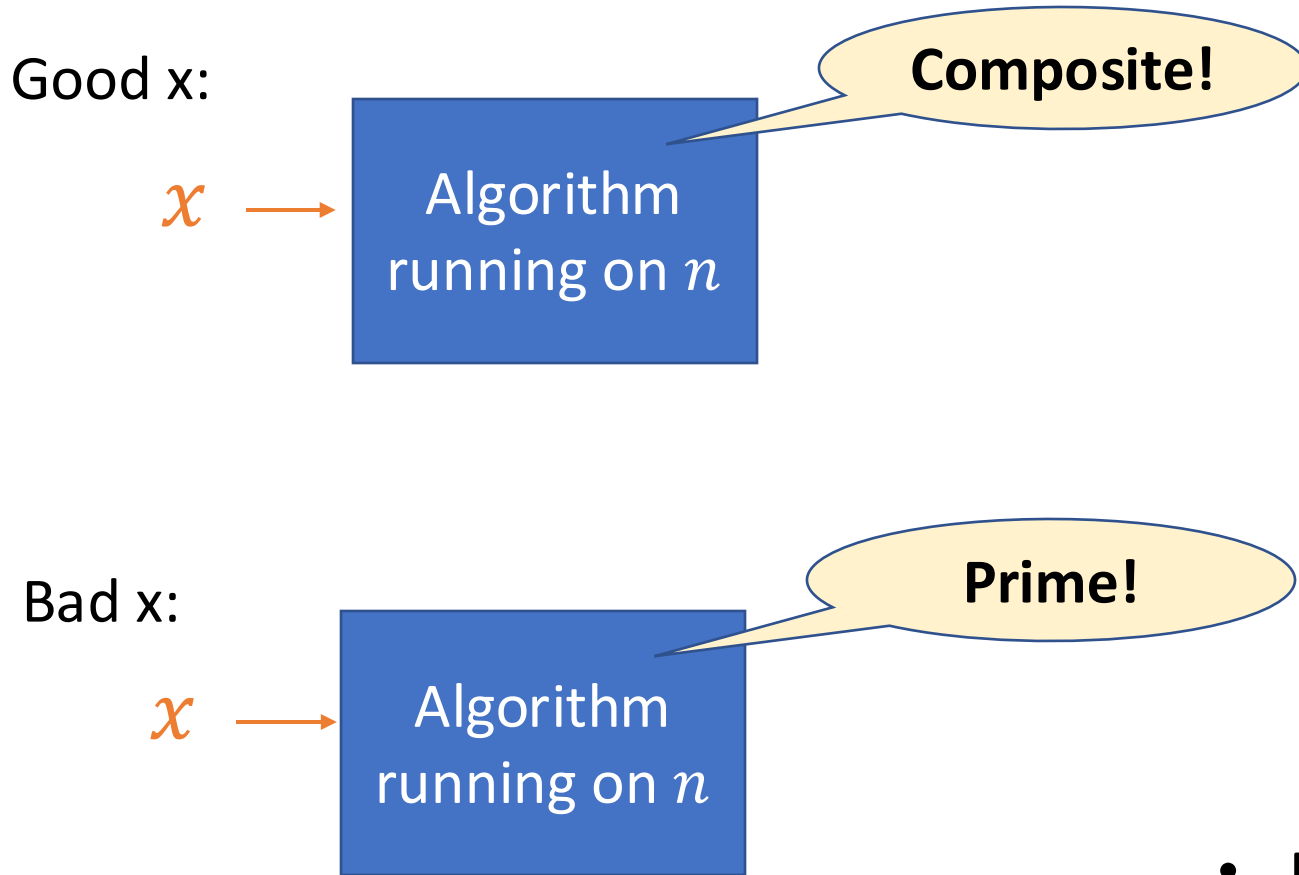 Good x:
Composite!
𝑥
Algorithm
running on 𝑛
Bad x:
Prime!
𝑥
Algorithm
running on 𝑛
•